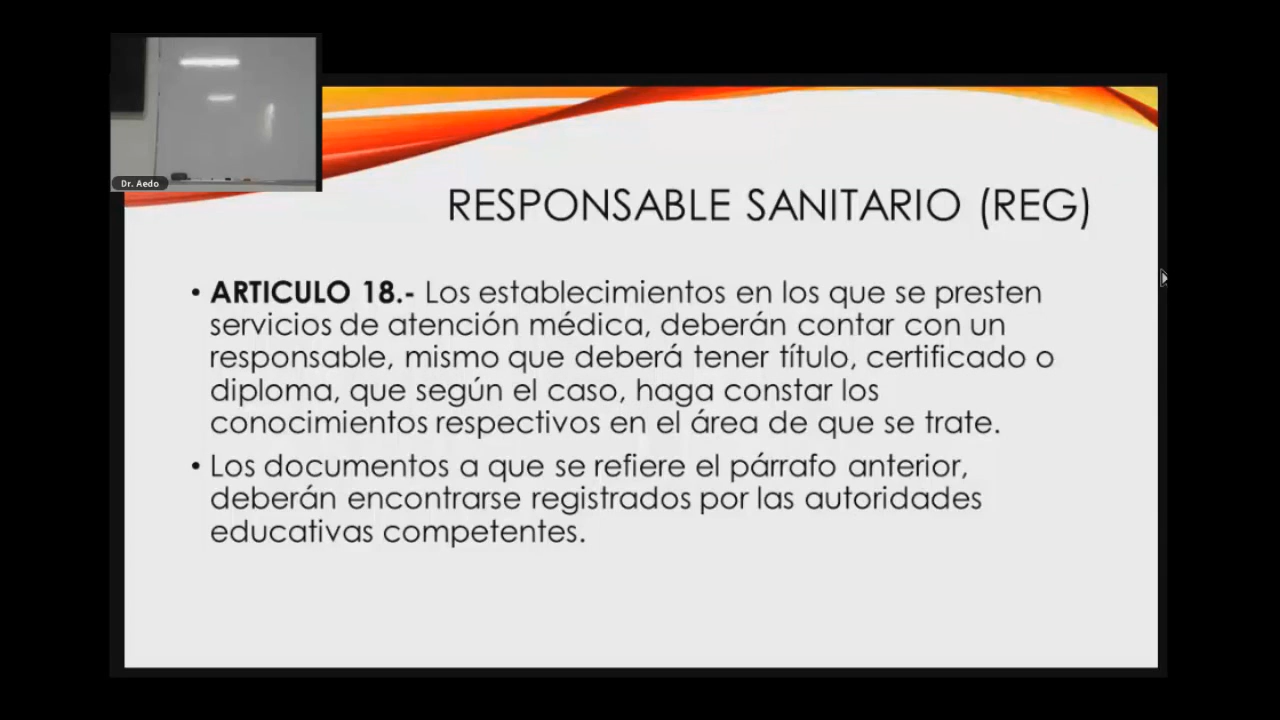 Dr. Aedo
RESPONSABLE SANITARIO (REG)
• ARTICULO 18.- Los establecimientos en los que se presten
servicios de atención médica, deberán contar con un
responsable, mismo que deberá tener título, certificado o
diploma, que según el caso, haga constar los
conocimientos respectivos en el área de que se trate.
• Los documentos a que se refiere el párrafo anterior,
deberán encontrarse registrados por las autoridades
educativas competentes.